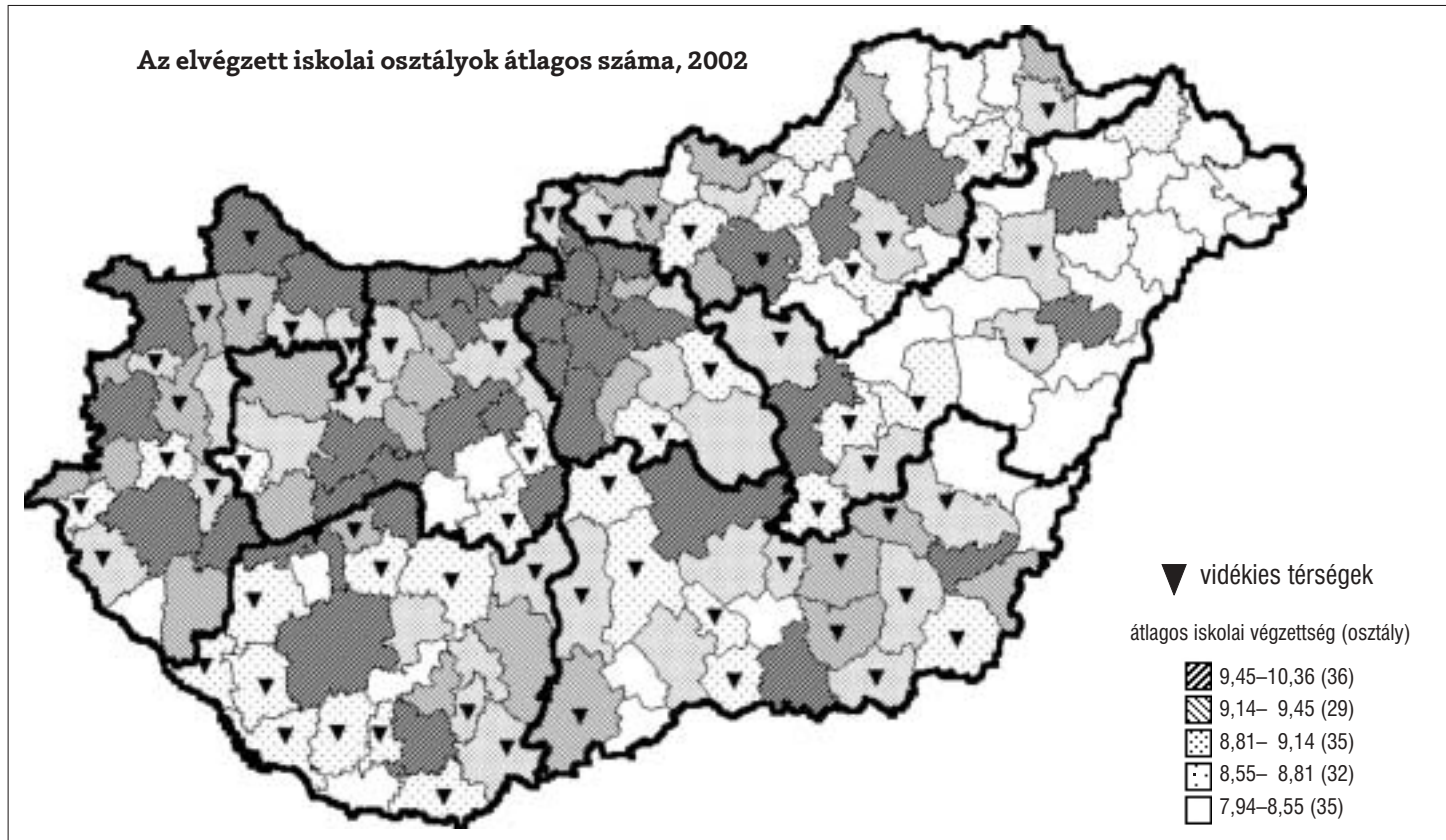 Az elvégzett iskolai osztályok átlagos száma, 2002
vidékies térségek
átlagos iskolai végzettség (osztály)
9,45–10,36 (36)
9,14– 9,45 (29)
8,81– 9,14 (35)
8,55– 8,81 (32)
7,94–8,55 (35)